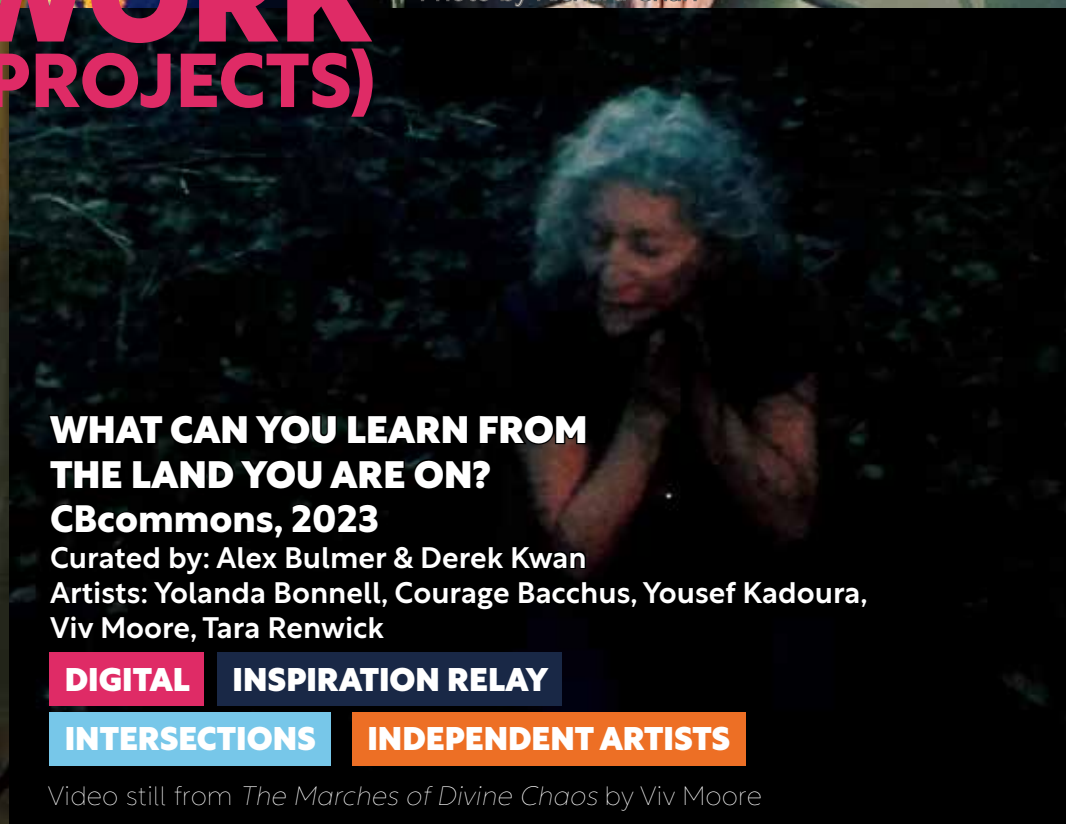 WORK
PROJECTS)
WHAT CAN YOU LEARN FROM
THE LAND YOU ARE ON?
CBcommons, 2023
Curated by: Alex Bulmer & Derek Kwan
Artists: Yolanda Bonnell, Courage Bacchus, Yousef Kadoura,
Viv Moore, Tara Renwick
DIGITAL INSPIRATION RELAY
INTERSECTIONS INDEPENDENT ARTISTS
Video still from The Marches of Divine Chaos by Viv Moore